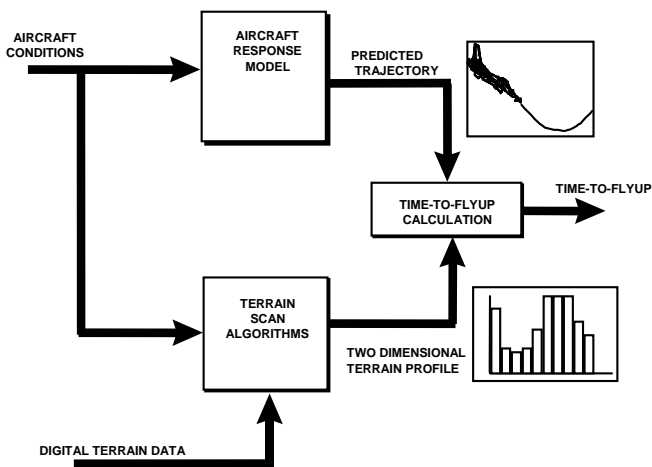 AIRCRAFT
CONDITIONS
AIRCRAFT
RESPONSE
MODEL
PREDICTED
TRAJECTORY
TIME-TO-FLYUP
CALCULATION
TIME-TO-FLYUP
TERRAIN
SCAN
ALGORITHMS
TWO DIMENSIONAL
TERRAIN PROFILE
DIGITAL TERRAIN DATA